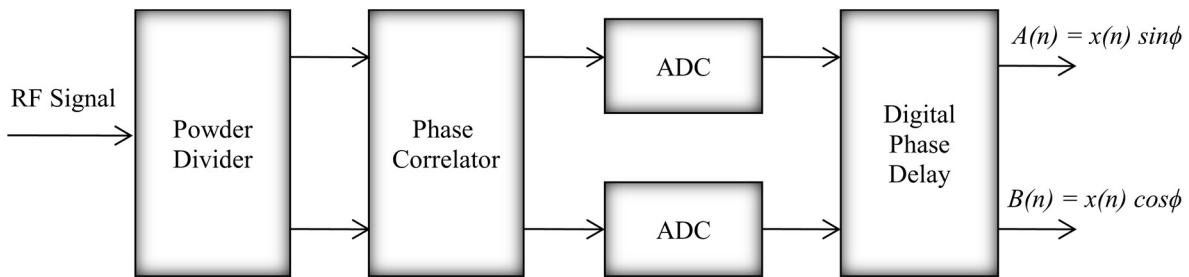 RF Signal
Powder
Divider
Phase
Correlator
ADC
ADC
Digital
Phase
Delay
A(n) = x(n) sinϕ
B(n) = x(n) cosϕ